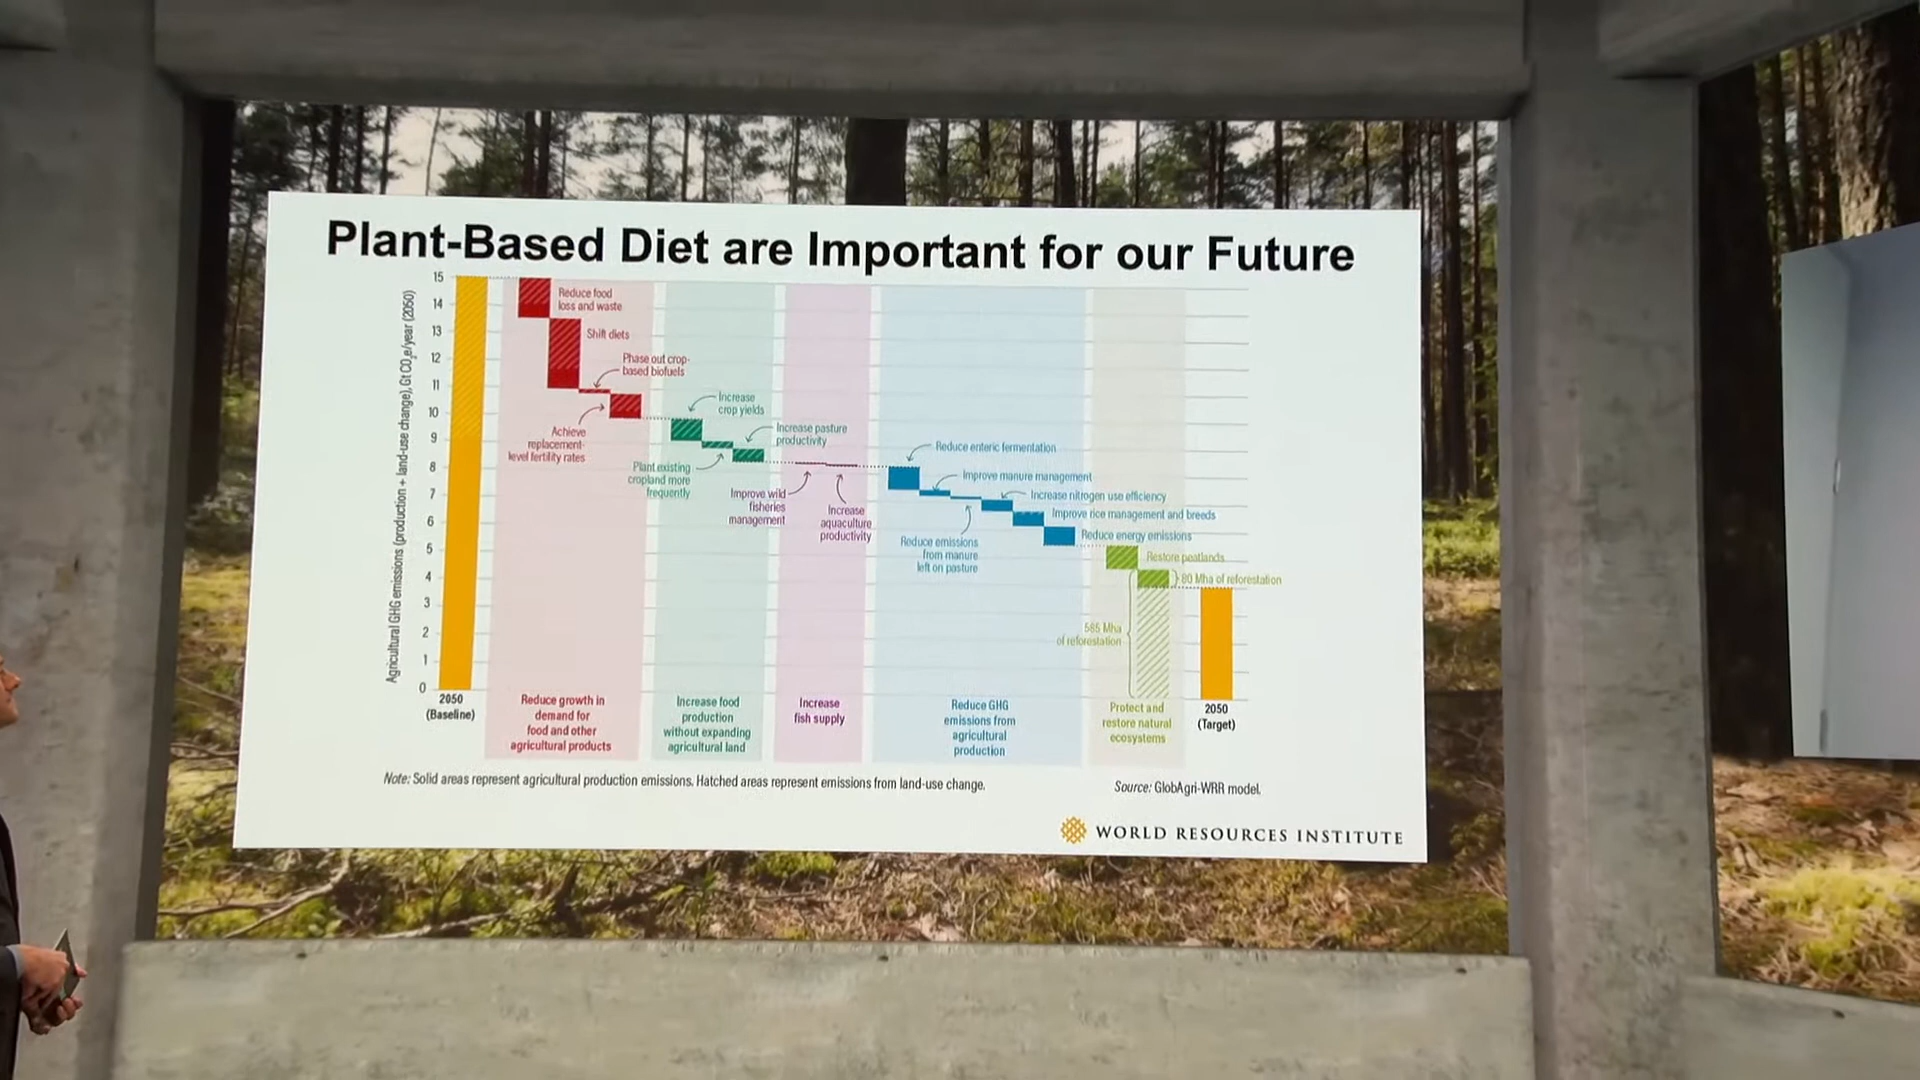 Plant-Based Diet are Important for our Future
Agricultural GHG emissions (production + land-use change), Gt CO2e/year (2050)
15
14
13
12
11
10
9
8
7
6
5
4
3
2
1
0
2050
(Baseline)
Reduce food
loss and waste
Shift diets
Phase out crop-
based biofuels
Achieve
replacement-
level fertility rates
Reduce growth in
demand for
food and other
agricultural products
Increase
crop yields
Increase pasture
productivity
Plant existing
cropland more
frequently
Increase food
production
without expanding
agricultural land
Improve wild
fisheries
management
Increase
aquaculture
productivity
Increase
fish supply
Reduce enteric fermentation
Improve manure management
Increase nitrogen use efficiency
Improve rice management and breeds
Reduce energy emissions
Reduce emissions
from manure
left on pasture
Reduce GHG
emissions from
agricultural
production
Restore peatlands
80 Mha of reforestation
585 Mha
of reforestation
Protect and
restore natural
ecosystems
2050
(Target)
Note: Solid areas represent agricultural production emissions. Hatched areas represent emissions from land-use change.
Source: GlobAgri-WRR model.
WORLD RESOURCES INSTITUTE